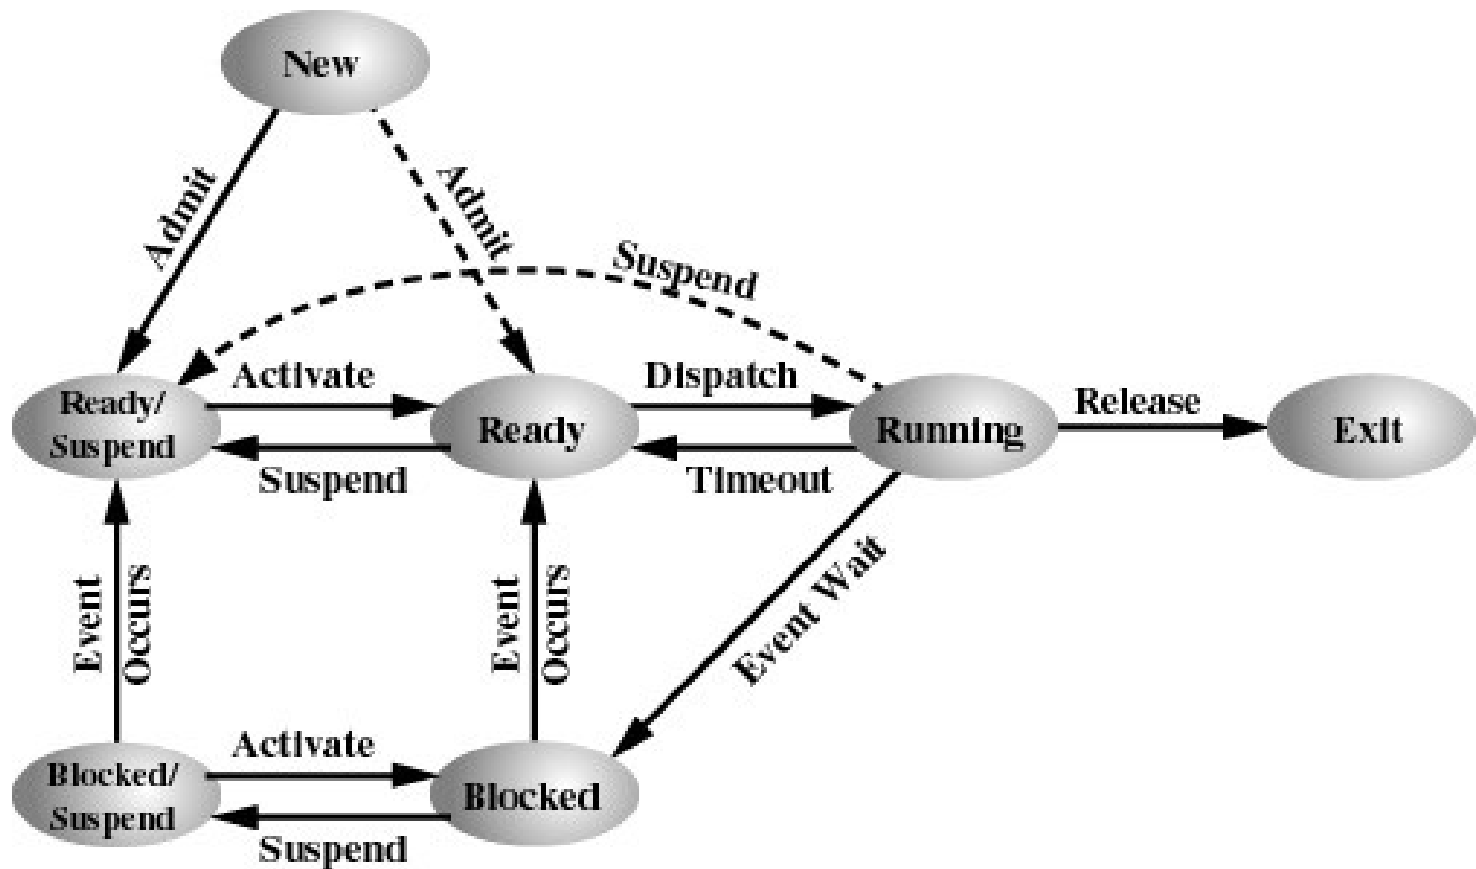 New
Admit
Admit
Suspend
Ready/
Suspend
Activate
Suspend
Ready
Dispatch
Timeout
Running
Release
Exit
Event
Occurs
Event
Occurs
Event Wait
Blocked/
Suspend
Activate
Suspend
Blocked